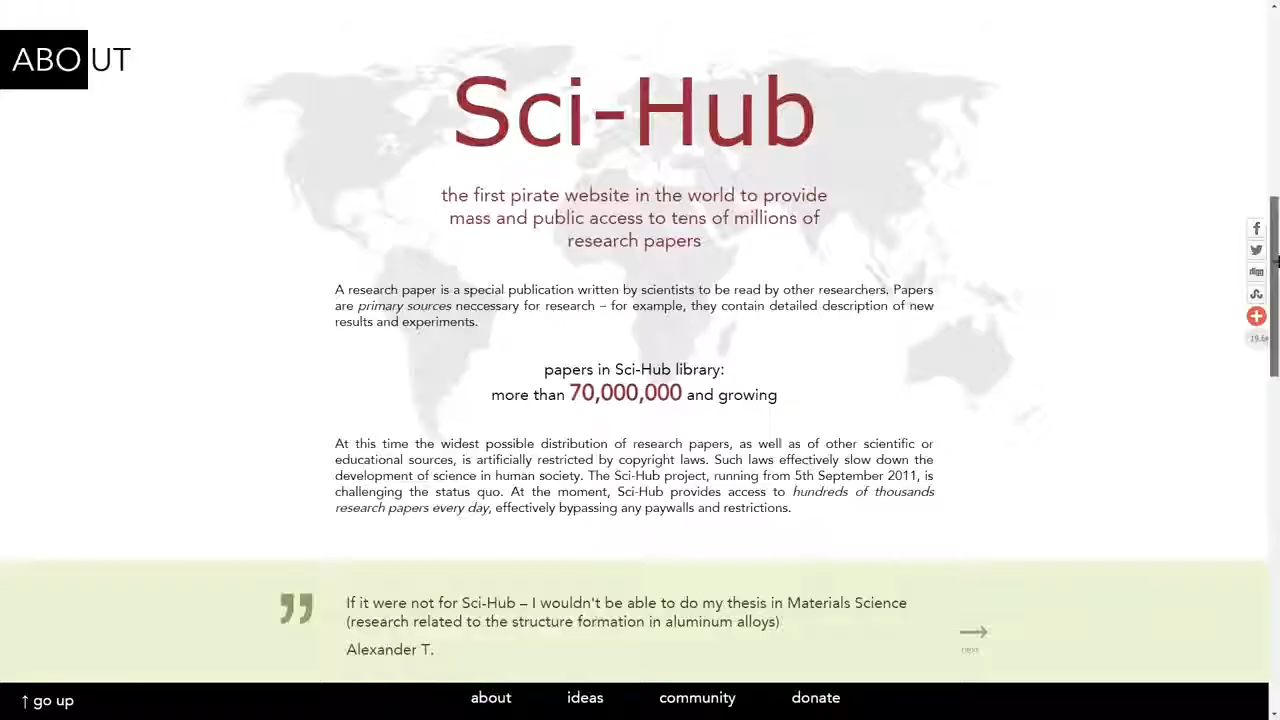 ABOUT
Sci-Hub
the first pirate website in the world to provide
mass and public access to tens of millions of
research papers
A research paper is a special publication written by scientists to be read by other researchers. Papers
are primary sources neccessary for research – for example, they contain detailed description of new
results and experiments.
papers in Sci-Hub library:
more than 70,000,000 and growing
At this time the widest possible distribution of research papers, as well as of other scientific or
educational sources, is artificially restricted by copyright laws. Such laws effectively slow down the
development of science in human society. The Sci-Hub project, running from 5th September 2011, is
challenging the status quo. At the moment, Sci-Hub provides access to hundreds of thousands
research papers every day, effectively bypassing any paywalls and restrictions.
If it were not for Sci-Hub – I wouldn't be able to do my thesis in Materials Science
(research related to the structure formation in aluminum alloys)
Alexander T.
next
↑ go up
about ideas community donate
digg